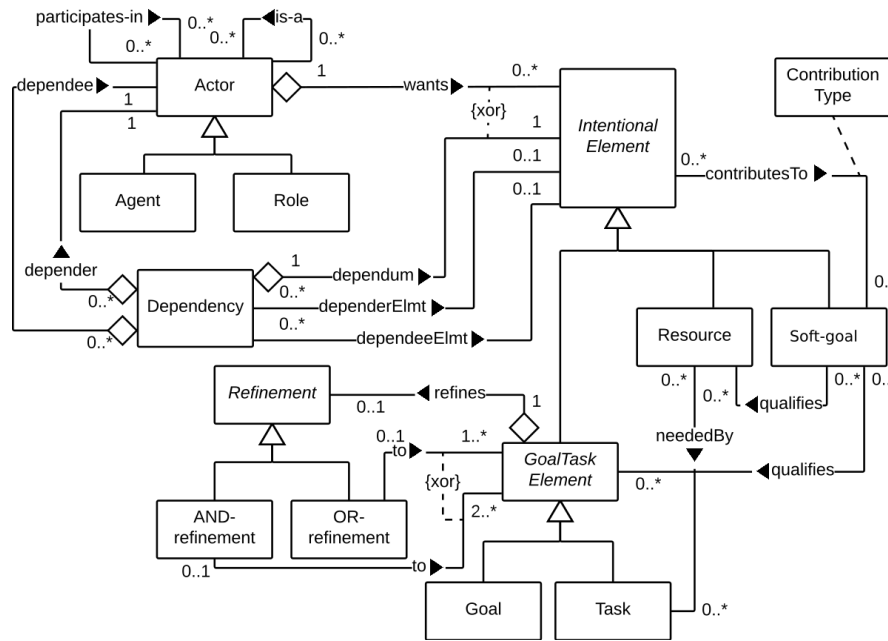 participates-in
is-a
0..*
0..*
0..*
0..*
dependee
Actor
1
wants
0..*
Contribution
Type
1
1
{xor}
Intentional
Element
1
0..1
0..*
contributesTo
0..1
Agent
Role
depender
1
dependum
0..*
Dependency
0..*
dependerElmt
0..
0..*
0..*
dependeeElmt
Resource
Soft-goal
Refinement
refines
1
0..*
0..*
0..*
0..
0..1
qualifies
0..1
1..*
neededBy
to
GoalTask
Element
{xor}
0..*
qualifies
AND-
refinement
OR-
refinement
2..*
0..1
to
Goal
Task
0..*